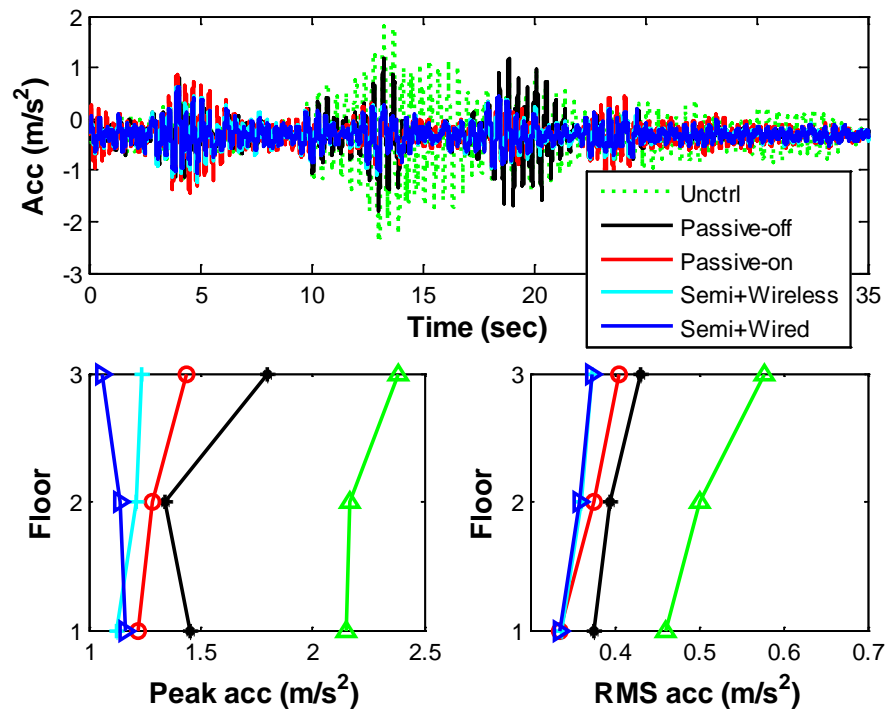 Acc (m/s²)
2
1
0
-1
-2
-3
0
5
10
15
20
35
Time (sec)
Unctrl
Passive-off
Passive-on
Semi+Wireless
Semi+Wired
Floor
3
2
1
1
1.5
2
2.5
Peak acc (m/s²)
Floor
3
2
1
0.4
0.5
0.6
0.7
RMS acc (m/s²)